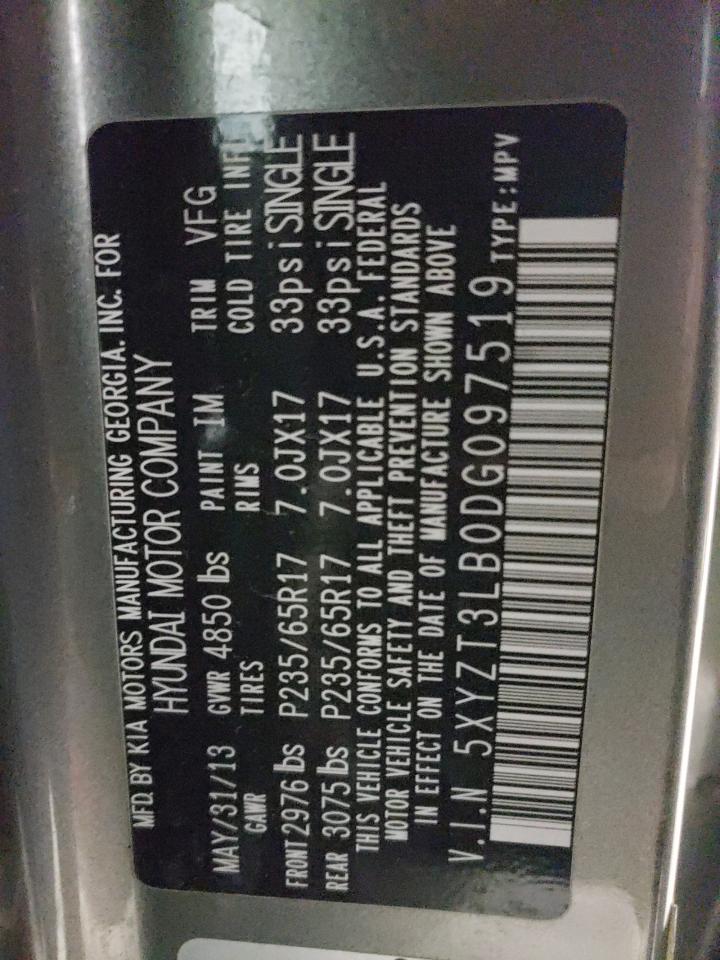 MFD. BY KIA MOTORS MANUFACTURING GEORGIA. INC. FOR
HYUNDAI MOTOR COMPANY
MAY/31/13 GVWR 4850 lbs PAINT IM TRIM VFG
GAWR TIRES RIMS COLD TIRE INFL
FRONT 2976 lbs P235/65R17 7.0JX17 33psi SINGLE
REAR 3075 lbs P235/65R17 7.0JX17 33psi SINGLE
THIS VEHICLE CONFORMS TO ALL APPLICABLE U.S.A. FEDERAL
MOTOR VEHICLE SAFETY AND THEFT PREVENTION STANDARDS
IN EFFECT ON THE DATE OF MANUFACTURE SHOWN ABOVE
V.I.N 5XYZT3LB0DG097519 TYPE:MPV